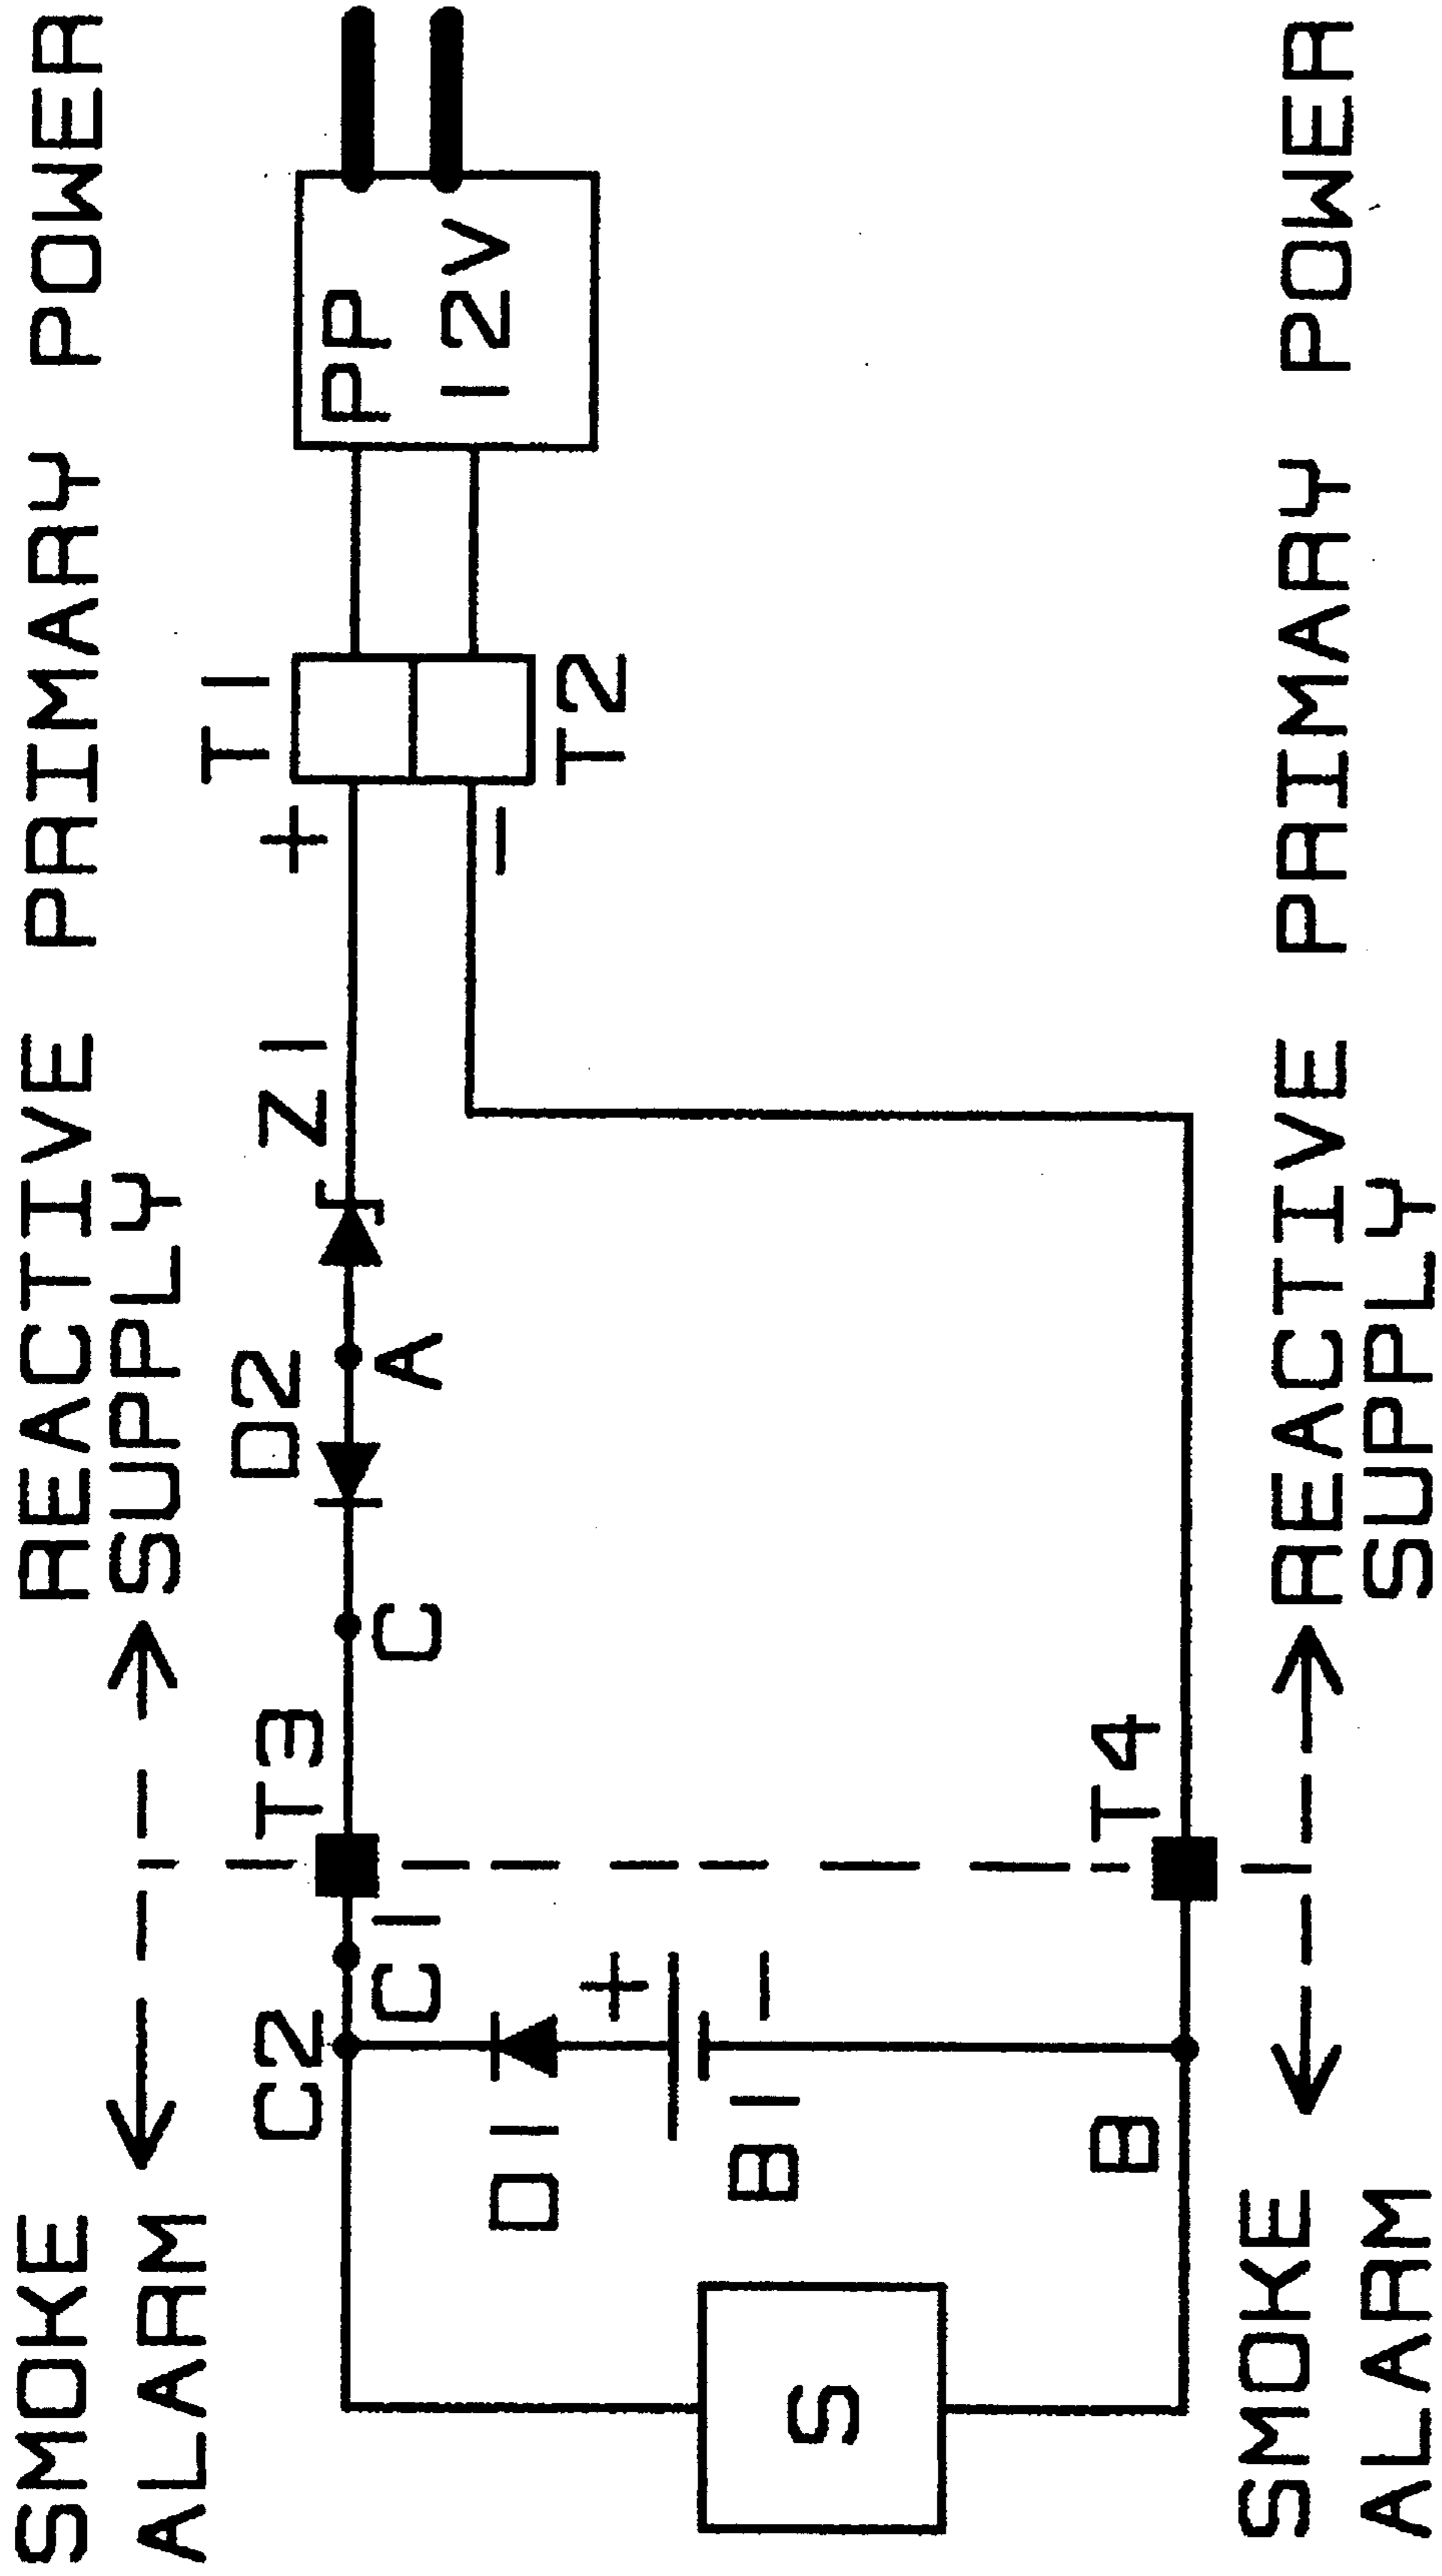 SMOKE
ALARM
REACTIVE PRIMARY POWER
SUPPLY
T1
C2
T3
D2
Z1
+
PP
12V
C1
C
A
−
T2
D1
+
B1
−
S
B
T4
SMOKE
ALARM
REACTIVE PRIMARY POWER
SUPPLY